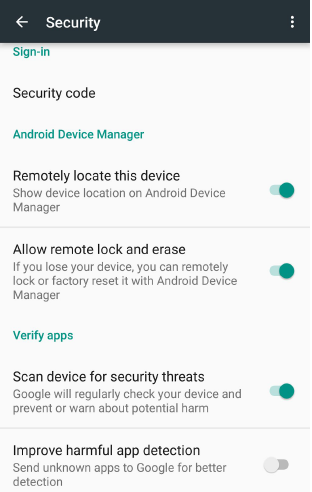 Security
Sign-in
Security code
Android Device Manager
Remotely locate this device
Show device location on Android Device
Manager
Allow remote lock and erase
If you lose your device, you can remotely
lock or factory reset it with Android Device
Manager
Verify apps
Scan device for security threats
Google will regularly check your device and
prevent or warn about potential harm
Improve harmful app detection
Send unknown apps to Google for better
detection